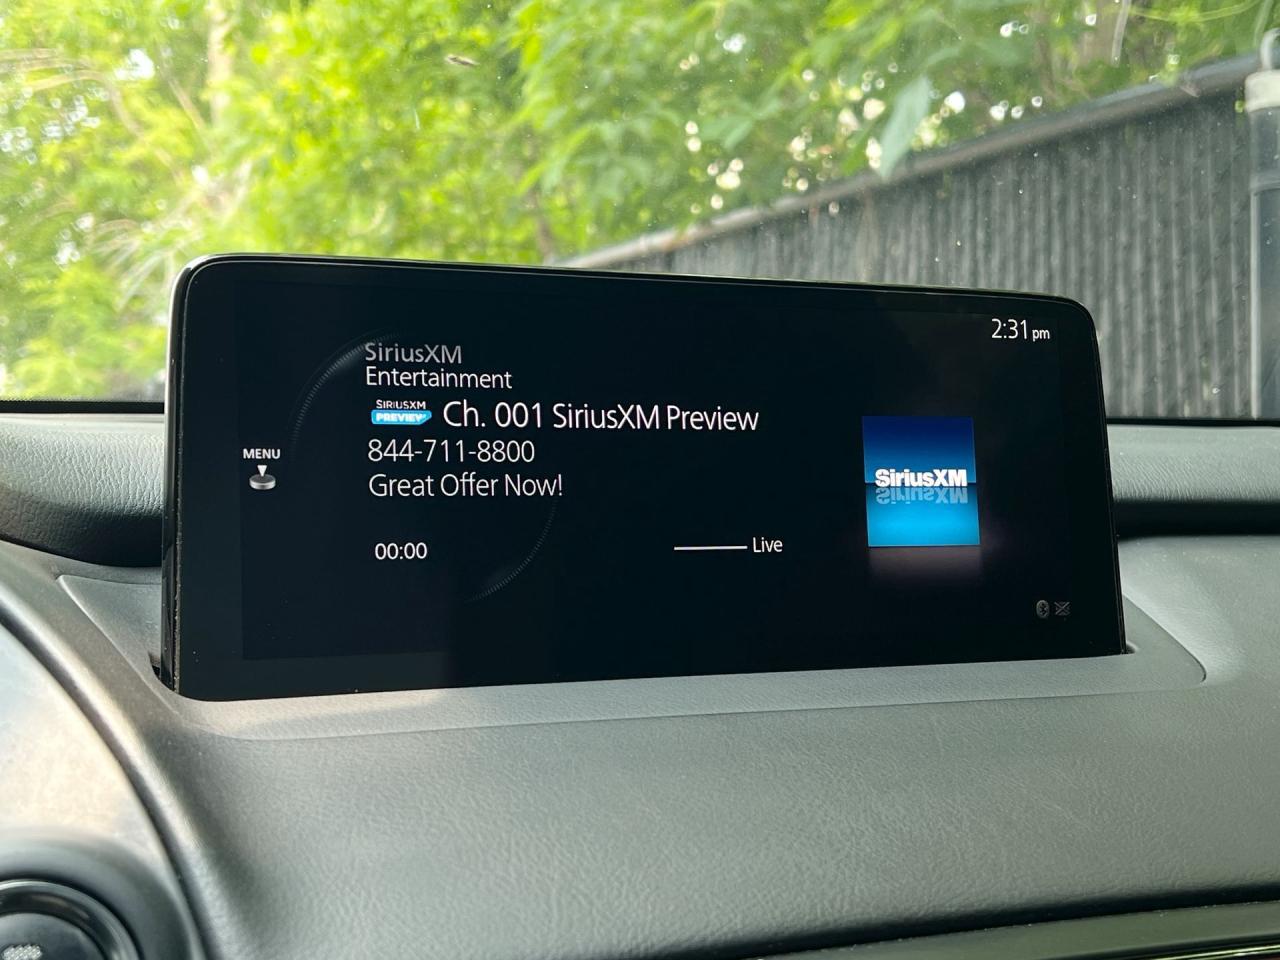 2:31 pm
SiriusXM
Entertainment
SIRIUSXM
PREVIEW
Ch. 001 SiriusXM Preview
844-711-8800
Great Offer Now!
MENU
SiriusXM
00:00
Live